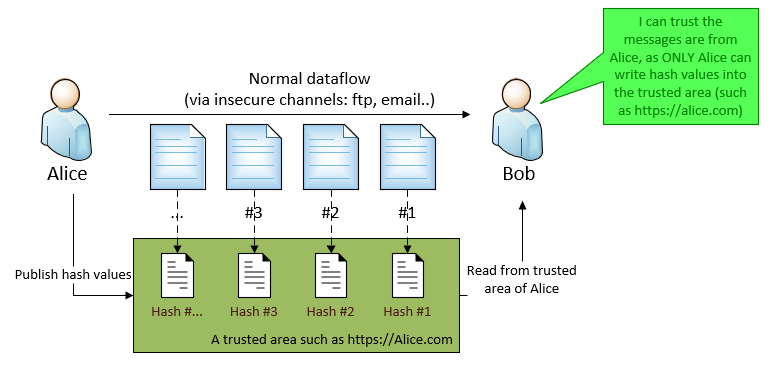 I can trust the
messages are from
Alice, as ONLY Alice can
write hash values into
the trusted area (such
as https://alice.com)
Normal dataflow
(via insecure channels: ftp, email..)
Alice
Bob
...
#3
#2
#1
Publish hash values
Read from trusted
area of Alice
Hash #...
Hash #3
Hash #2
Hash #1
A trusted area such as https://Alice.com